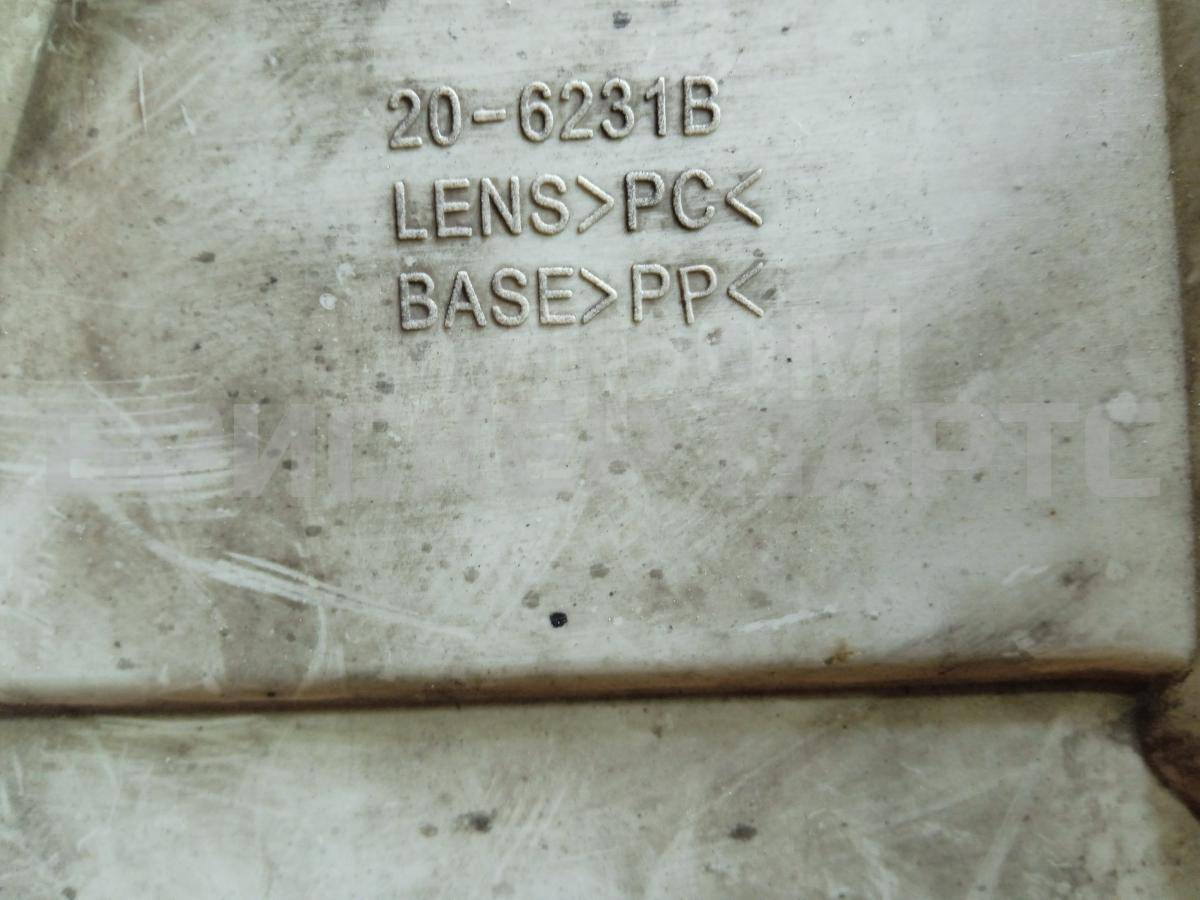 20-6231B
LENS>PC<
BASE>PP<